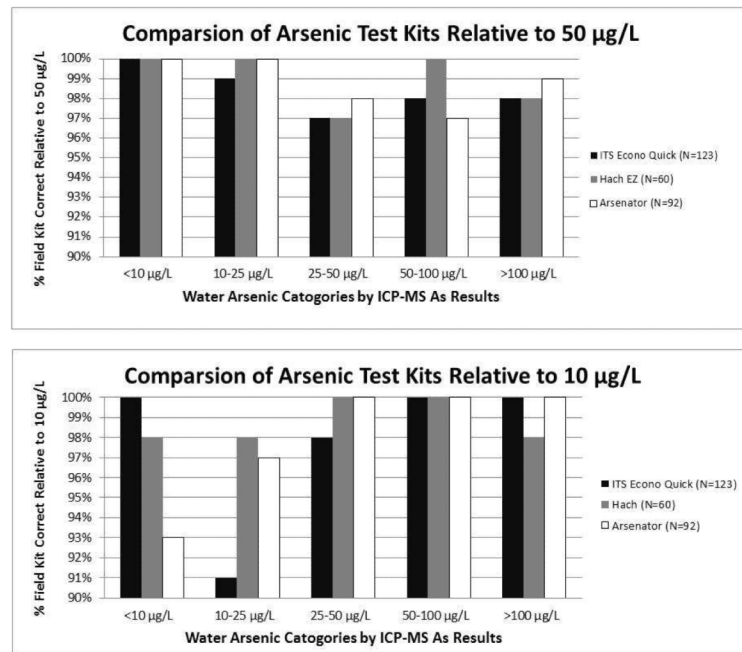 Comparsion of Arsenic Test Kits Relative to 50 µg/L
% Field Kit Correct Relative to 50 µg/L
100%
99%
98%
97%
96%
95%
94%
93%
92%
91%
90%
<10 µg/L 10-25 µg/L 25-50 µg/L 50-100 µg/L >100 µg/L
Water Arsenic Catogories by ICP-MS As Results
ITS Econo Quick (N=123)
Hach EZ (N=60)
Arsenator (N=92)
Comparsion of Arsenic Test Kits Relative to 10 µg/L
% Field Kit Correct Relative to 10 µg/L
100%
99%
98%
97%
96%
95%
94%
93%
92%
91%
90%
<10 µg/L 10-25 µg/L 25-50 µg/L 50-100 µg/L >100 µg/L
Water Arsenic Catogories by ICP-MS As Results
ITS Econo Quick (N=123)
Hach (N=60)
Arsenator (N=92)